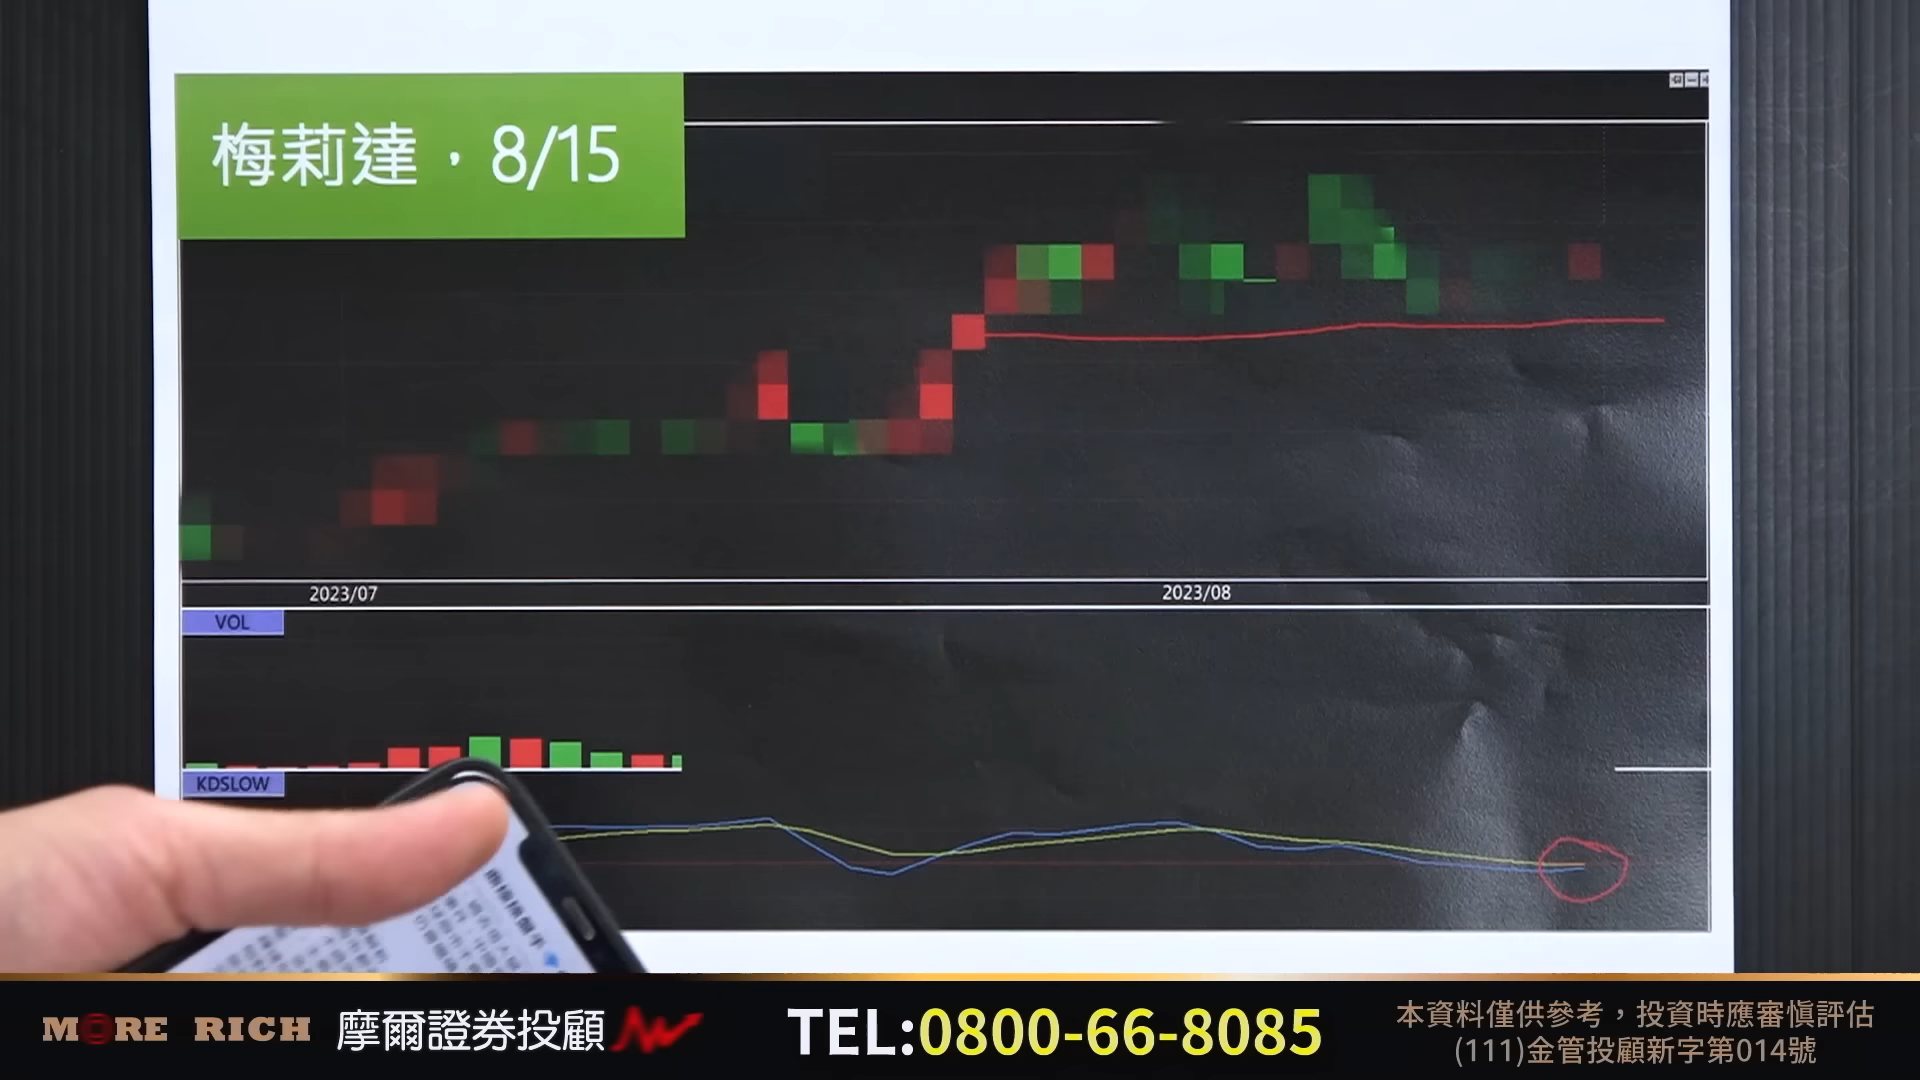 梅莉達，8/15
2023/07
2023/08
VOL
KDSLOW
MORE RICH 摩爾證券投顧
TEL:0800-66-8085
本資料僅供參考，投資時應審慎評估
(111)金管投顧新字第014號